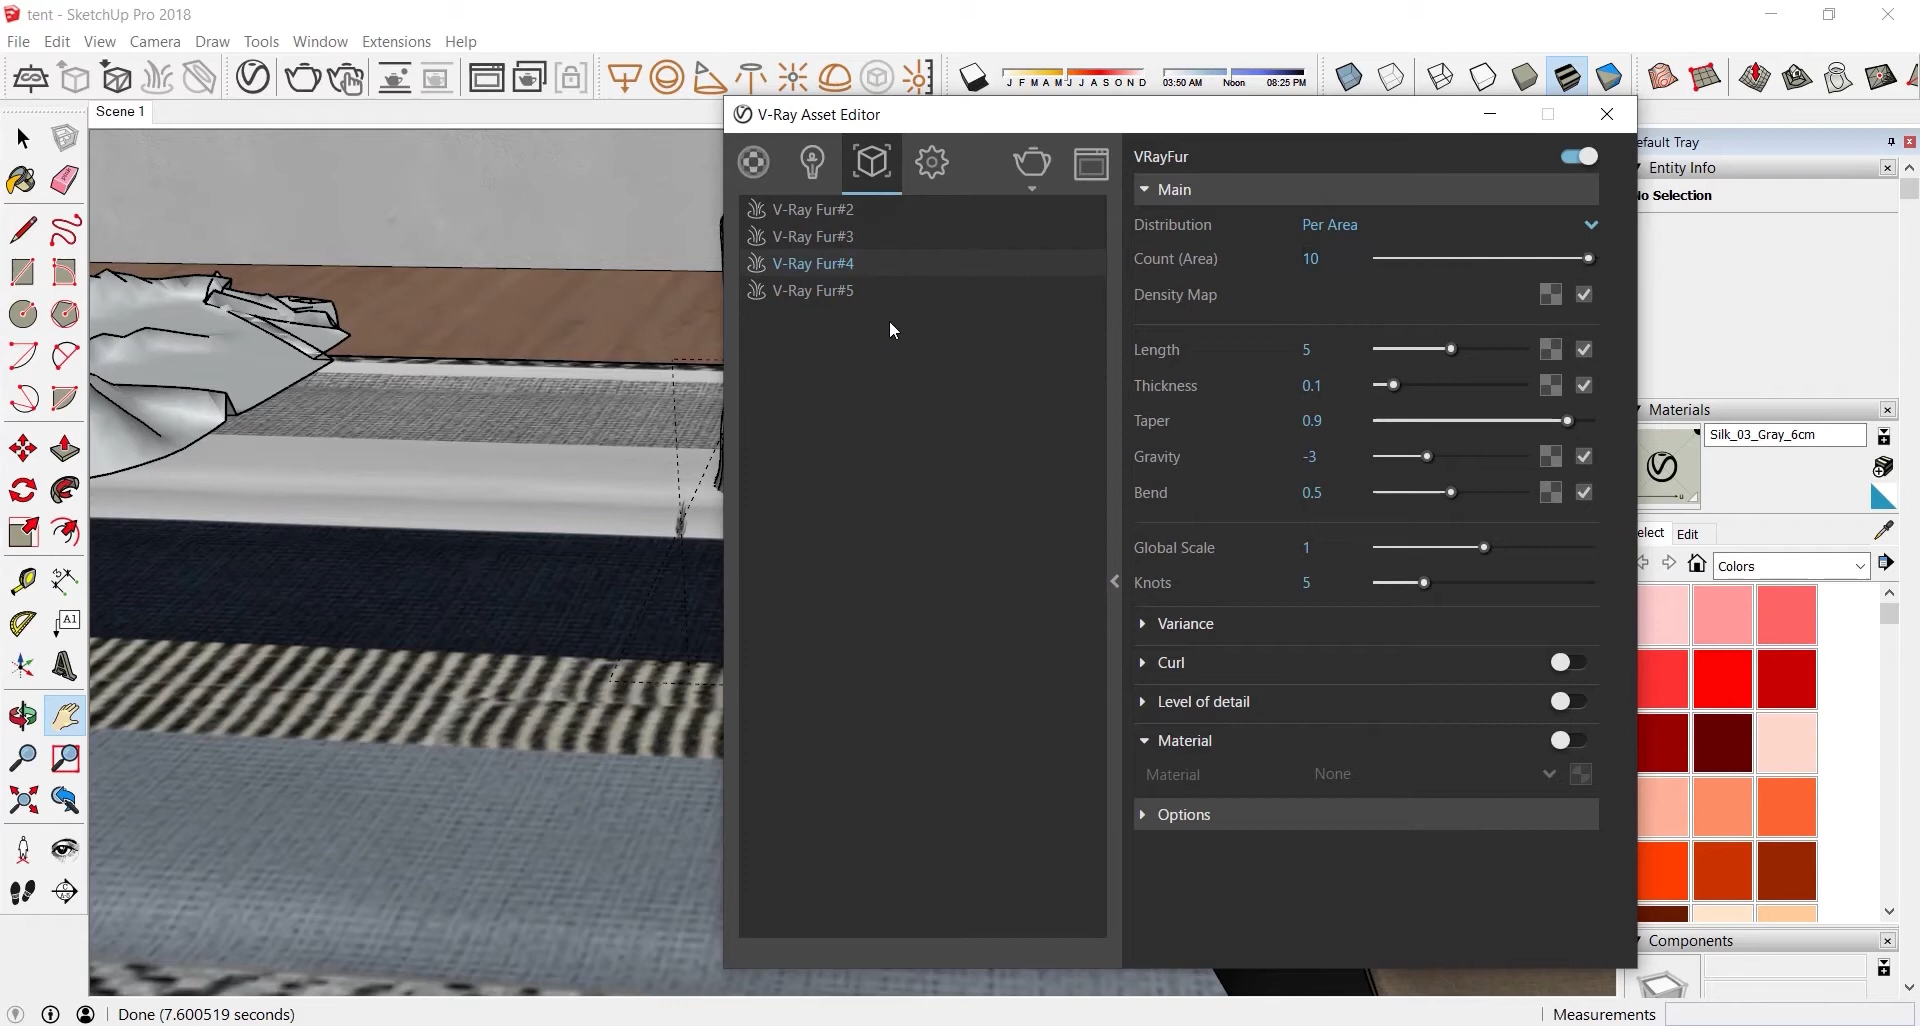 tent - SketchUp Pro 2018
File Edit View Camera Draw Tools Window Extensions Help
J F M A M J J A S O N D
03:50 AM Noon 08:25 PM
Scene 1
V-Ray Asset Editor
V-Ray Fur#2
V-Ray Fur#3
V-Ray Fur#4
V-Ray Fur#5
VRayFur
Main
Distribution Per Area
Count (Area) 10
Density Map
Length 5
Thickness 0.1
Taper 0.9
Gravity -3
Bend 0.5
Global Scale 1
Knots 5
Variance
Curl
Level of detail
Material
Material None
Options
efault Tray
Entity Info
lo Selection
Materials
Silk_03_Gray_6cm
elect Edit
Colors
Components
A1
Done (7.600519 seconds)
Measurements